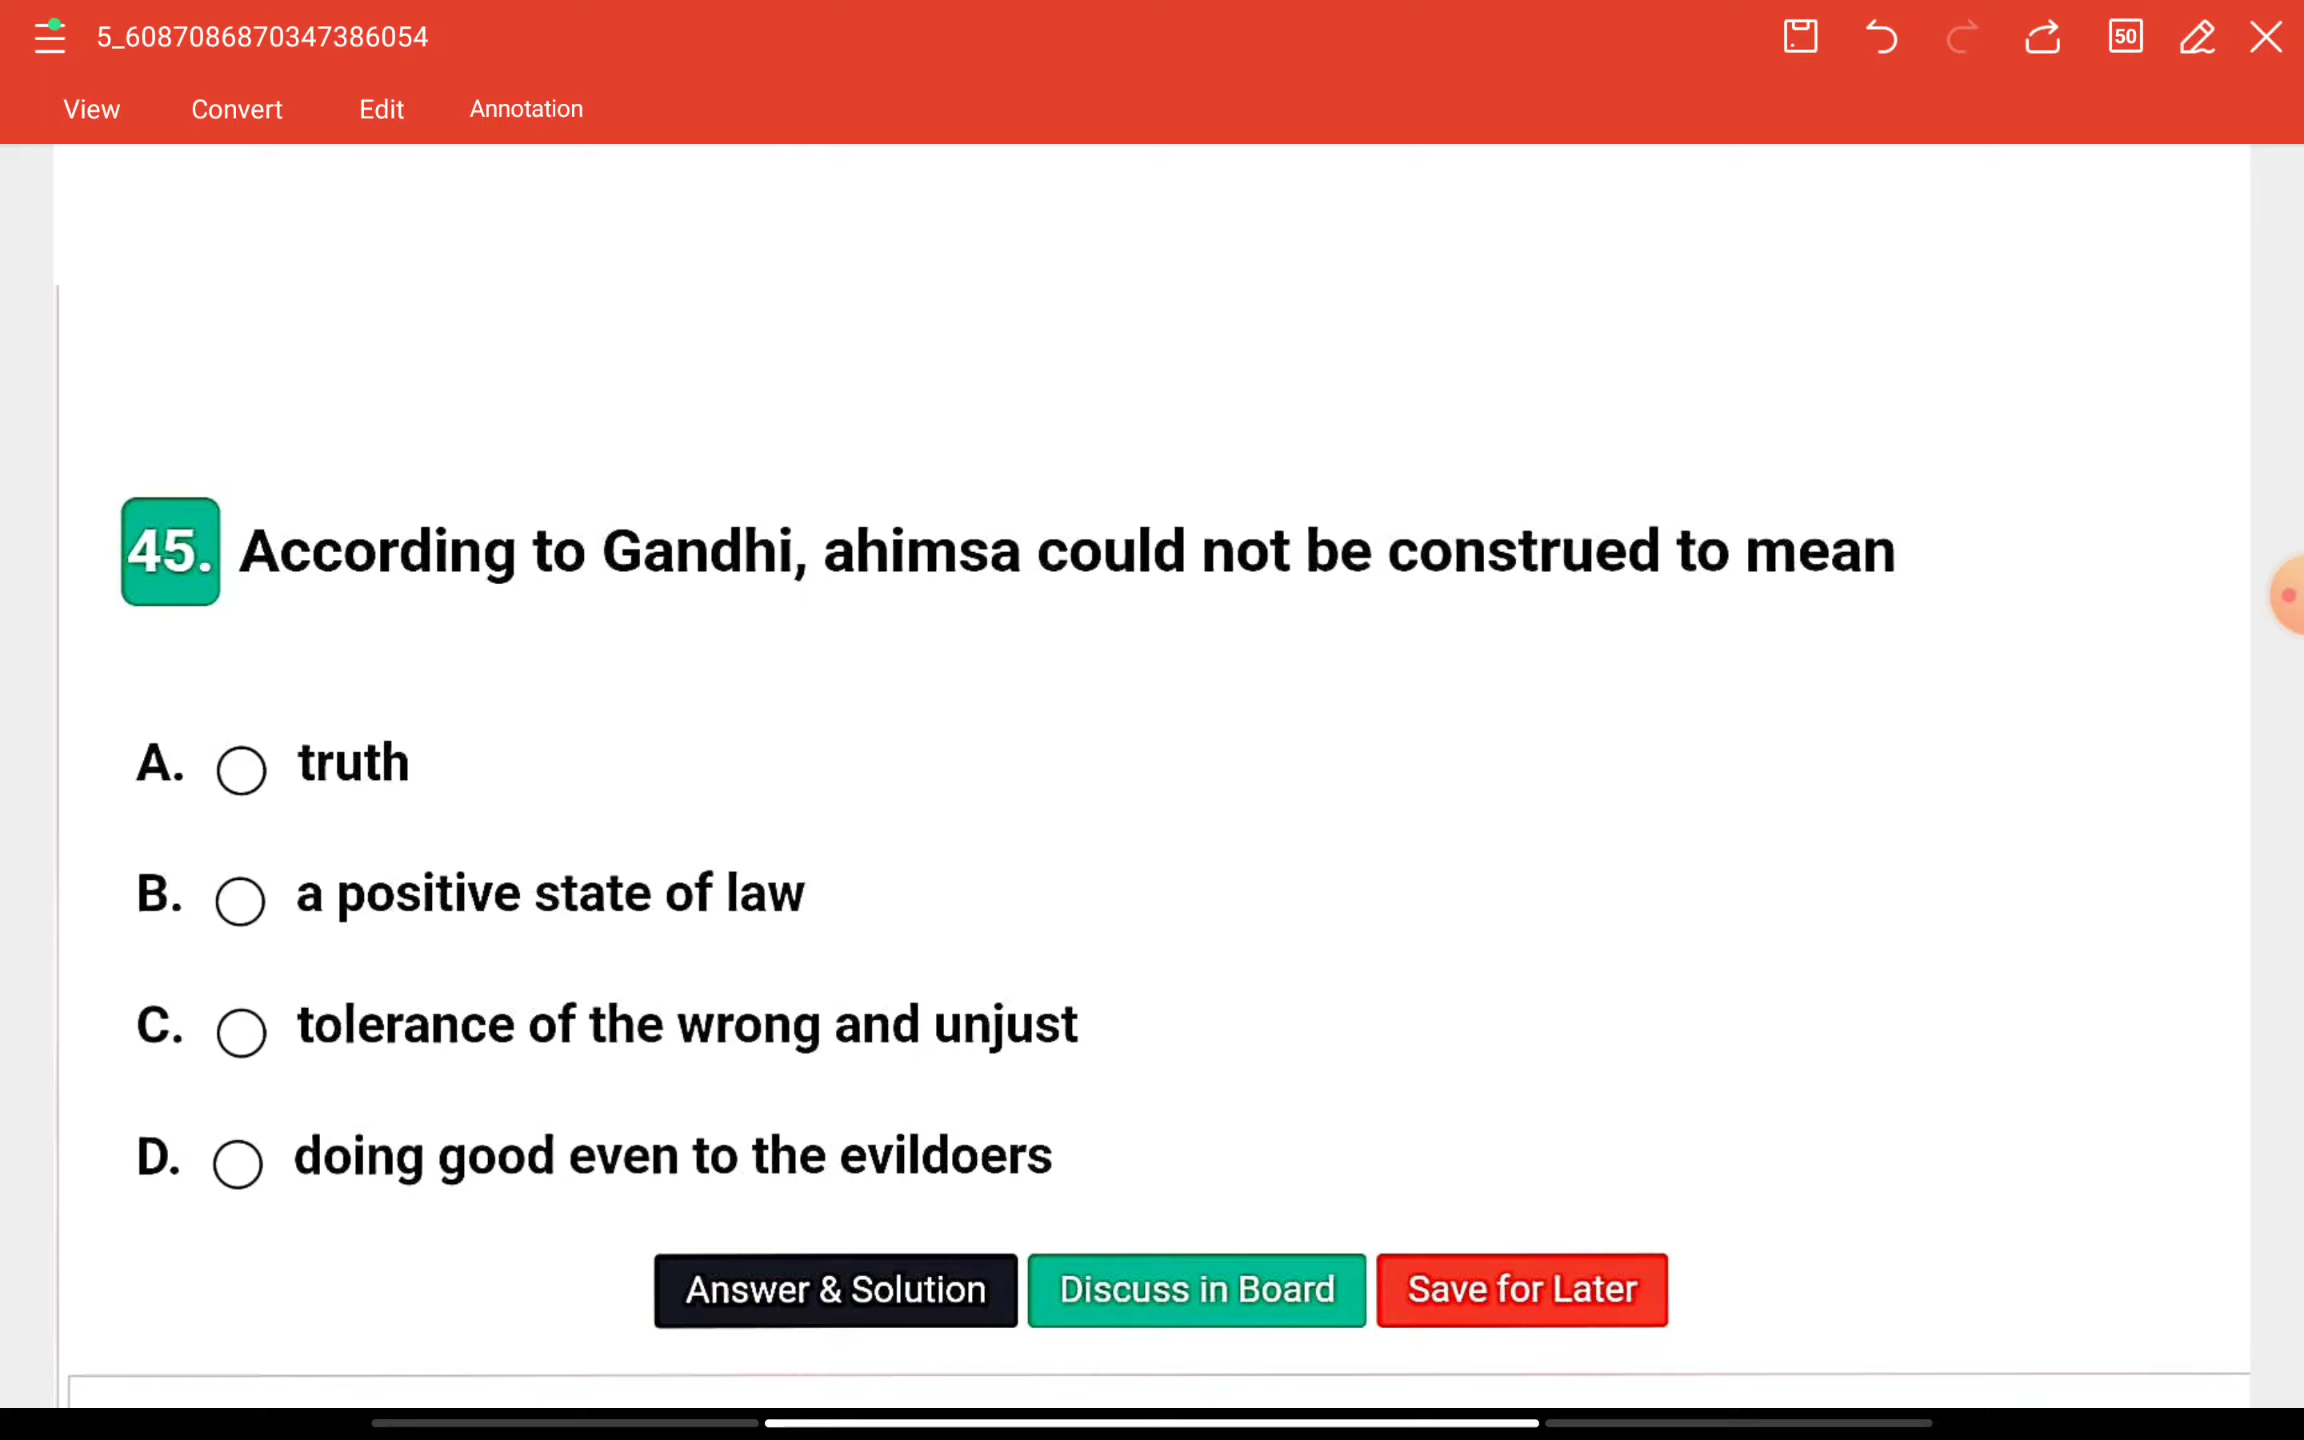 5_6087086870347386054
50
View Convert Edit Annotation
45. According to Gandhi, ahimsa could not be construed to mean
A. truth
B. a positive state of law
C. tolerance of the wrong and unjust
D. doing good even to the evildoers
Answer & Solution Discuss in Board Save for Later